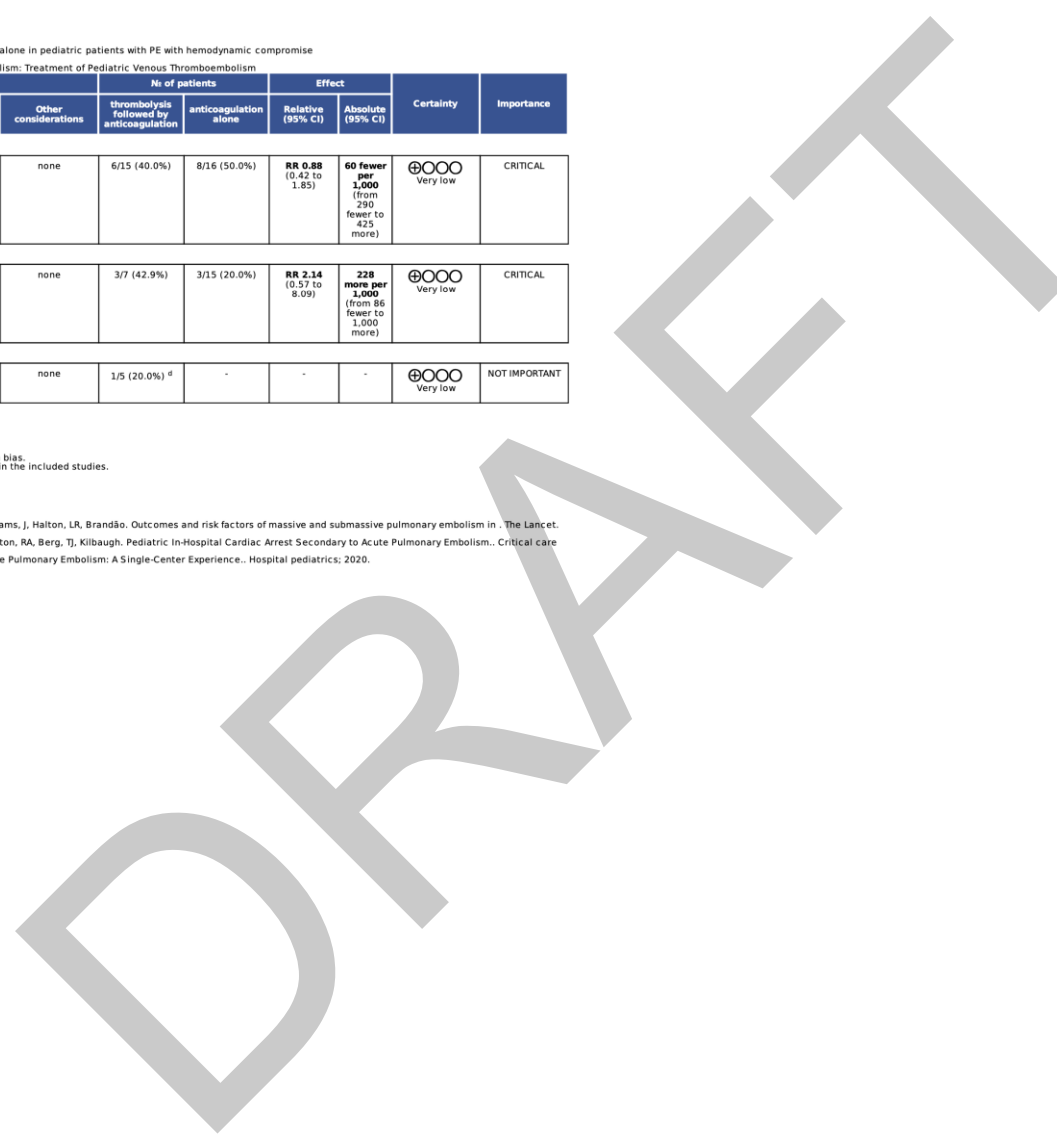 alone in pediatric patients with PE with hemodynamic compromise
lism: Treatment of Pediatric Venous Thromboembolism
№ of patients
Effect
Certainty
Importance
Other
considerations
thrombolysis
followed by
anticoagulation
anticoagulation
alone
Relative
(95% CI)
Absolute
(95% CI)
none
6/15 (40.0%)
8/16 (50.0%)
RR 0.88
(0.42 to
1.85)
60 fewer
per
1,000
(from
290
fewer to
425
more)
⨁◯◯◯
Very low
CRITICAL
none
3/7 (42.9%)
3/15 (20.0%)
RR 2.14
(0.57 to
8.09)
228
more per
1,000
(from 86
fewer to
1,000
more)
⨁◯◯◯
Very low
CRITICAL
none
1/5 (20.0%) d
-
-
-
⨁◯◯◯
Very low
NOT IMPORTANT
bias.
in the included studies.
ams, J, Halton, LR, Brandão. Outcomes and risk factors of massive and submassive pulmonary embolism in . The Lancet.
ton, RA, Berg, TJ, Kilbaugh. Pediatric In-Hospital Cardiac Arrest Secondary to Acute Pulmonary Embolism.. Critical care
e Pulmonary Embolism: A Single-Center Experience.. Hospital pediatrics; 2020.
DRAFT